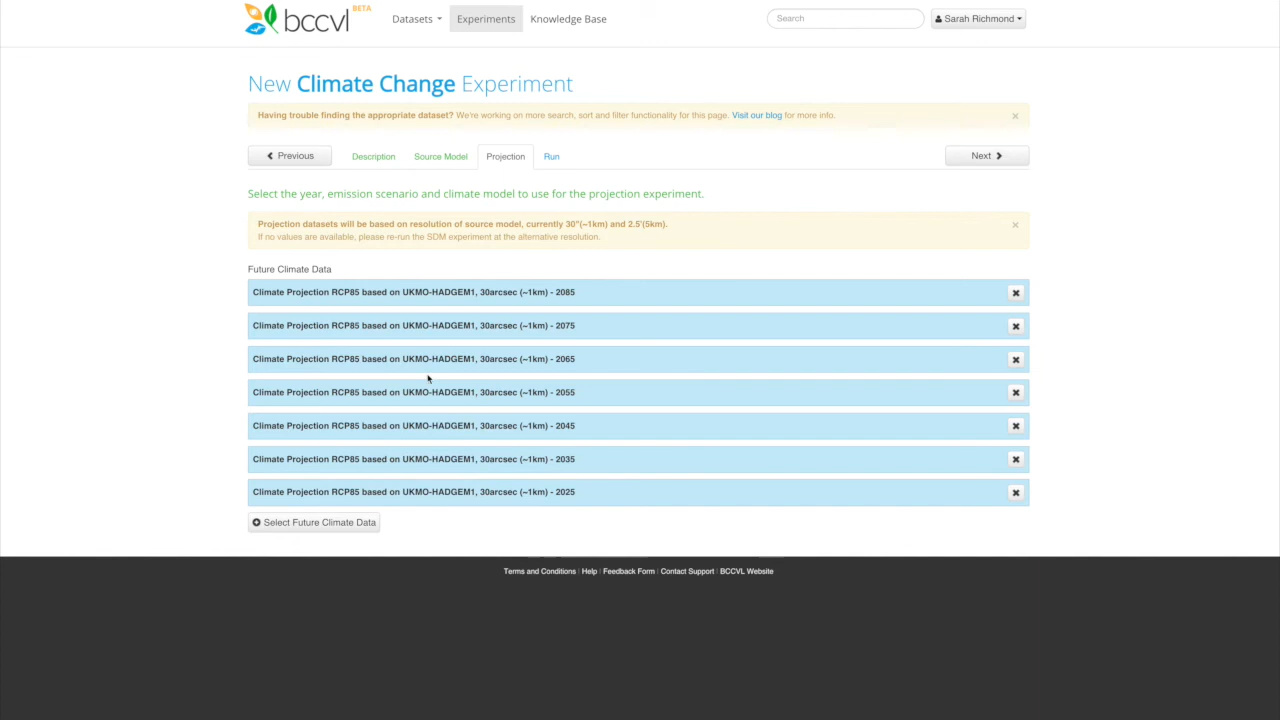 bccvl BETA Datasets Experiments Knowledge Base Search Sarah Richmond
New Climate Change Experiment
Having trouble finding the appropriate dataset? We're working on more search, sort and filter functionality for this page. Visit our blog for more info. ×
Previous Description Source Model Projection Run Next
Select the year, emission scenario and climate model to use for the projection experiment.
Projection datasets will be based on resolution of source model, currently 30"(~1km) and 2.5'(5km). ×
If no values are available, please re-run the SDM experiment at the alternative resolution.
Future Climate Data
Climate Projection RCP85 based on UKMO-HADGEM1, 30arcsec (~1km) - 2085
Climate Projection RCP85 based on UKMO-HADGEM1, 30arcsec (~1km) - 2075
Climate Projection RCP85 based on UKMO-HADGEM1, 30arcsec (~1km) - 2065
Climate Projection RCP85 based on UKMO-HADGEM1, 30arcsec (~1km) - 2055
Climate Projection RCP85 based on UKMO-HADGEM1, 30arcsec (~1km) - 2045
Climate Projection RCP85 based on UKMO-HADGEM1, 30arcsec (~1km) - 2035
Climate Projection RCP85 based on UKMO-HADGEM1, 30arcsec (~1km) - 2025
Select Future Climate Data
Terms and Conditions | Help | Feedback Form | Contact Support | BCCVL Website